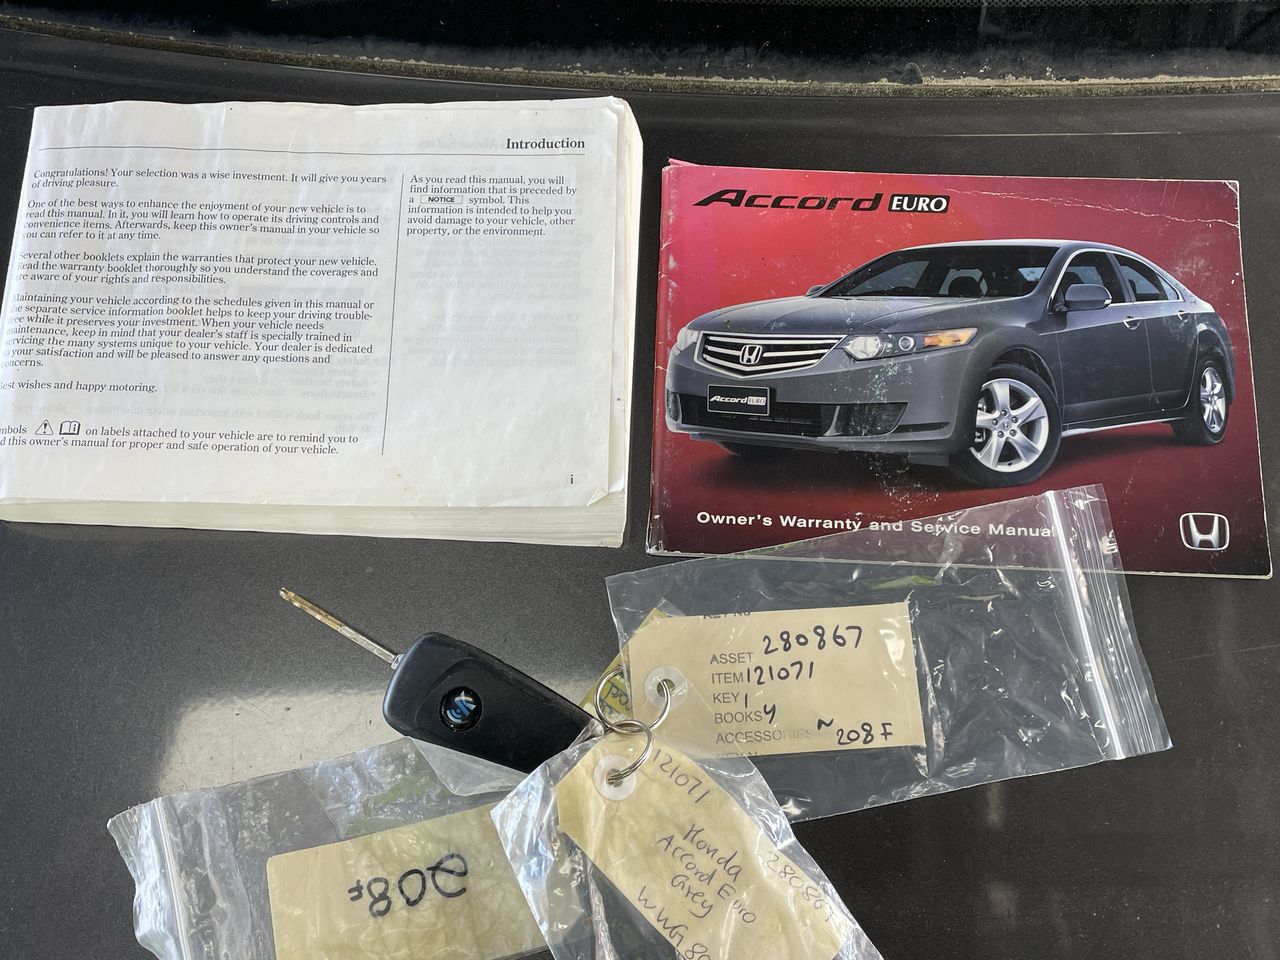 Introduction
Congratulations! Your selection was a wise investment. It will give you years
of driving pleasure.
One of the best ways to enhance the enjoyment of your new vehicle is to
read this manual. In it, you will learn how to operate its driving controls and
convenience items. Afterwards, keep this owner's manual in your vehicle so
you can refer to it at any time.
Several other booklets explain the warranties that protect your new vehicle.
Read the warranty booklet thoroughly so you understand the coverages and
re aware of your rights and responsibilities.
Maintaining your vehicle according to the schedules given in this manual or
the separate service information booklet helps to keep your driving trouble-
ree while it preserves your investment. When your vehicle needs
maintenance, keep in mind that your dealer's staff is specially trained in
servicing the many systems unique to your vehicle. Your dealer is dedicated
to your satisfaction and will be pleased to answer any questions and
concerns.
est wishes and happy motoring.
mbols on labels attached to your vehicle are to remind you to
d this owner's manual for proper and safe operation of your vehicle.
As you read this manual, you will
find information that is preceded by
a NOTICE symbol. This
information is intended to help you
avoid damage to your vehicle, other
property, or the environment.
i
Accord EURO
Accord EURO
Owner's Warranty and Service Manual
ASSET 280867
ITEM 121071
KEY 1
BOOKS 4
ACCESSORIES N
208F
121071
Honda
Accord Euro
Grey
WWG 80
280867
208F